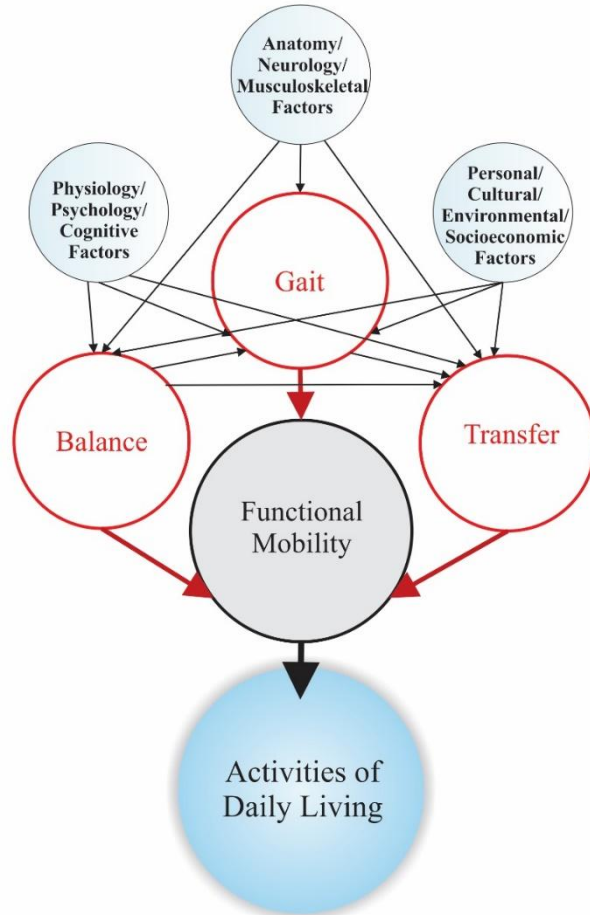 Anatomy/
Neurology/
Musculoskeletal
Factors
Physiology/
Psychology/
Cognitive
Factors
Personal/
Cultural/
Environmental/
Socioeconomic
Factors
Gait
Balance
Transfer
Functional
Mobility
Activities of
Daily Living